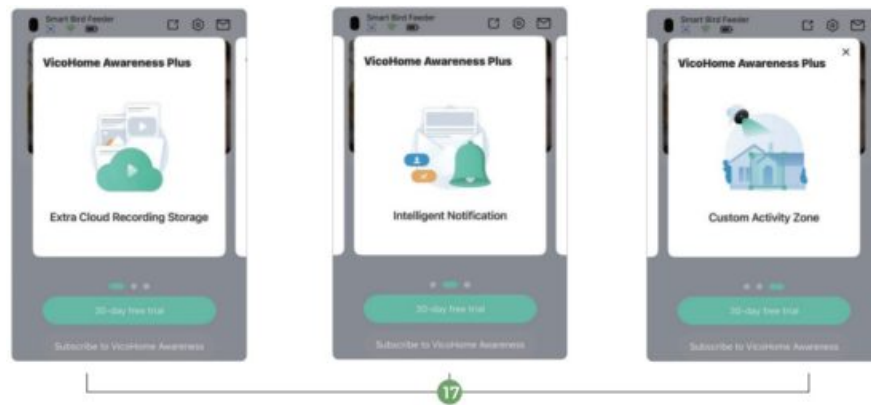 Smart Bird Feeder
VicoHome Awareness Plus
Extra Cloud Recording Storage
30-day free trial
Subscribe to VicoHome Awareness
Smart Bird Feeder
VicoHome Awareness Plus
Intelligent Notification
30-day free trial
Subscribe to VicoHome Awareness
Smart Bird Feeder
VicoHome Awareness Plus
Custom Activity Zone
30-day free trial
Subscribe to VicoHome Awareness
17